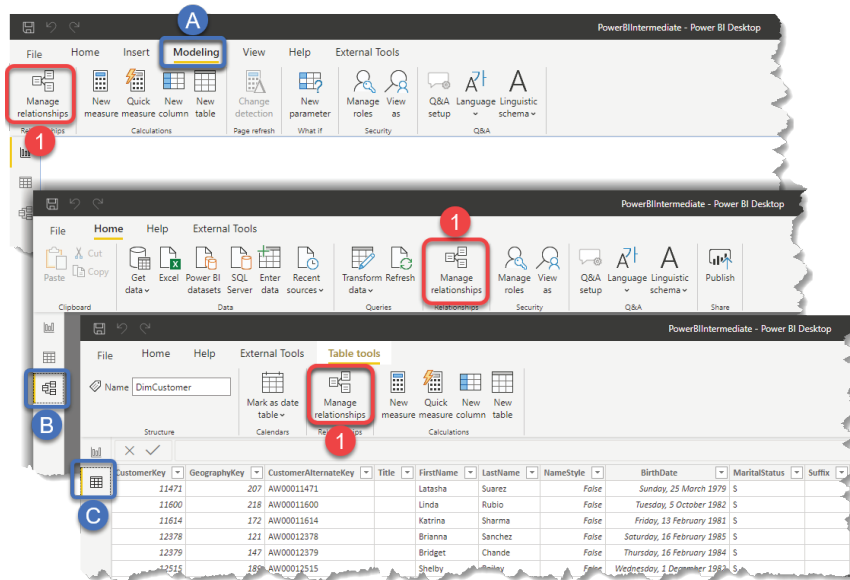 A
PowerBIIntermediate - Power BI Desktop
File Home Insert Modeling View Help External Tools
Manage relationships
New measure
Quick measure
New column
New table
Change detection
New parameter
Manage roles
View as
Q&A setup
Language
Linguistic schema
Calculations
Page refresh
What if
Security
Q&A
1
PowerBIIntermediate - Power BI Desktop
1
File Home Help External Tools
Paste
Cut
Copy
Get data
Excel
Power BI datasets
SQL Server
Enter data
Recent sources
Transform data
Refresh
Manage relationships
Manage roles
View as
Q&A setup
Language
Linguistic schema
Publish
Clipboard
Data
Queries
Relationships
Security
Q&A
Share
B
PowerBIIntermediate - Power BI Desktop
File Home Help External Tools Table tools
Name DimCustomer
Mark as date table
Manage relationships
New measure
Quick measure
New column
New table
Structure
Calendars
Calculations
1
C
CustomerKey GeographyKey CustomerAlternateKey Title FirstName LastName NameStyle BirthDate MaritalStatus Suffix
11471 207 AW00011471 Latasha Suarez False Sunday, 25 March 1979 S
11600 218 AW00011600 Linda Rubio False Tuesday, 5 October 1982 S
11614 172 AW00011614 Katrina Sharma False Friday, 13 February 1981 S
12378 121 AW00012378 Brianna Sanchez False Saturday, 16 February 1985 S
12379 147 AW00012379 Bridget Chande False Thursday, 16 February 1984 S
12515 189 AW00012515 Shelby Bailey False Wednesday, 1 December 1982 S